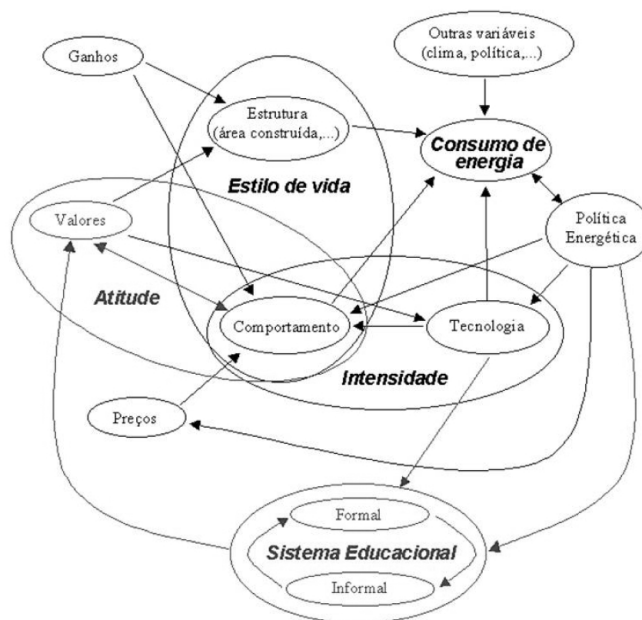 Ganhos
Outras variáveis
(clima, política,...)
Estrutura
(área construída,...)
Consumo de
energia
Estilo de vida
Valores
Política
Energética
Atitude
Comportamento
Tecnologia
Intensidade
Preços
Formal
Sistema Educacional
Informal